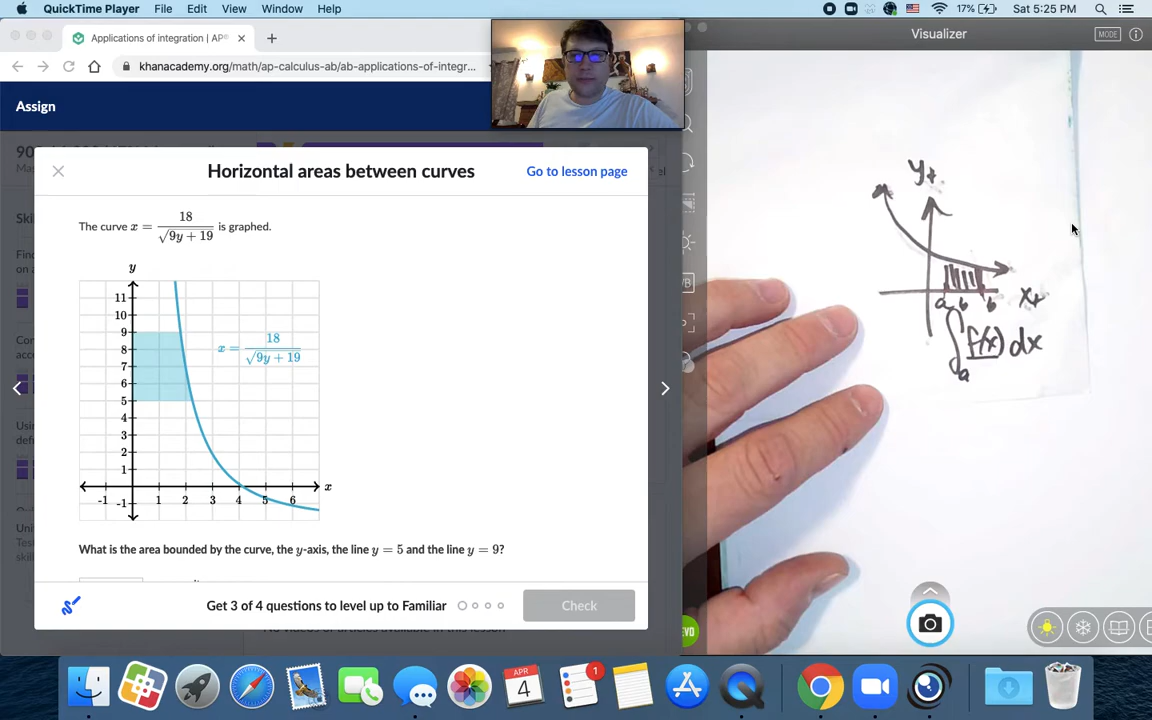 QuickTime Player File Edit View Window Help 17% Sat 5:25 PM
Applications of integration | AP®
khanacademy.org/math/ap-calculus-ab/ab-applications-of-integr...
Visualizer
MODE
Assign
Horizontal areas between curves
Go to lesson page
The curve x = 18/√(9y + 19) is graphed.
y
11
10
9
8
7
6
5
4
3
2
1
-1
x = 18/√(9y + 19)
-1 1 2 3 4 5 6
x
What is the area bounded by the curve, the y-axis, the line y = 5 and the line y = 9?
Get 3 of 4 questions to level up to Familiar
Check
y+
a b b x+
∫a f(x) dx
APR
4
1